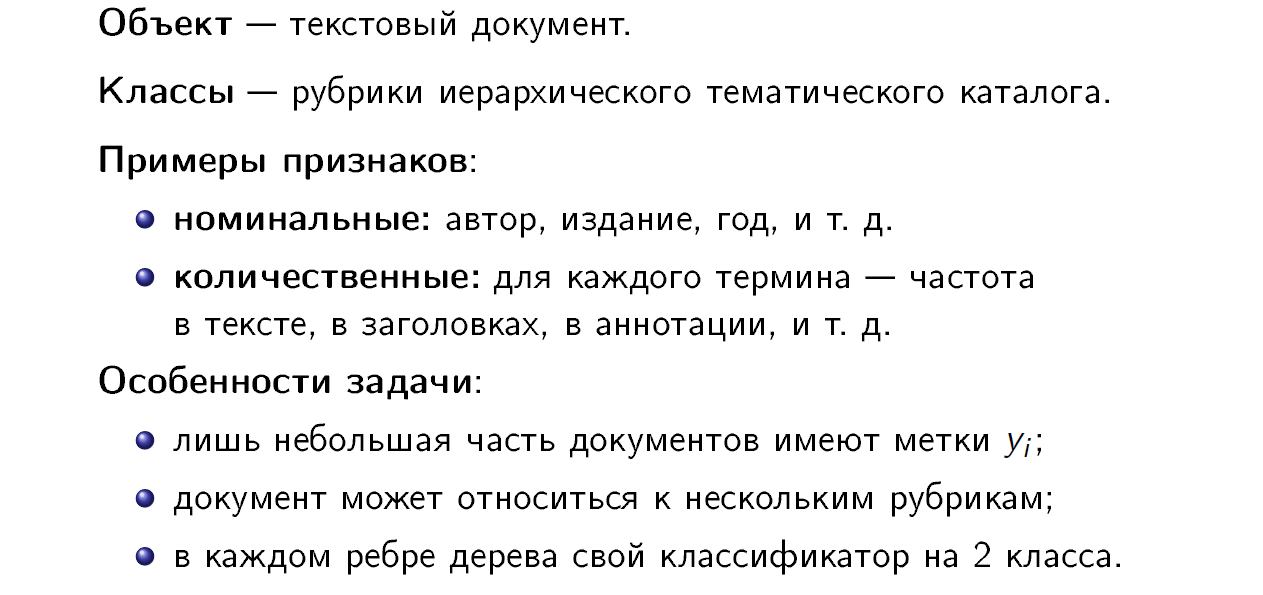 Объект — текстовый документ.
Классы — рубрики иерархического тематического каталога.
Примеры признаков:
номинальные: автор, издание, год, и т. д.
количественные: для каждого термина — частота
в тексте, в заголовках, в аннотации, и т. д.
Особенности задачи:
лишь небольшая часть документов имеют метки yᵢ;
документ может относиться к нескольким рубрикам;
в каждом ребре дерева свой классификатор на 2 класса.